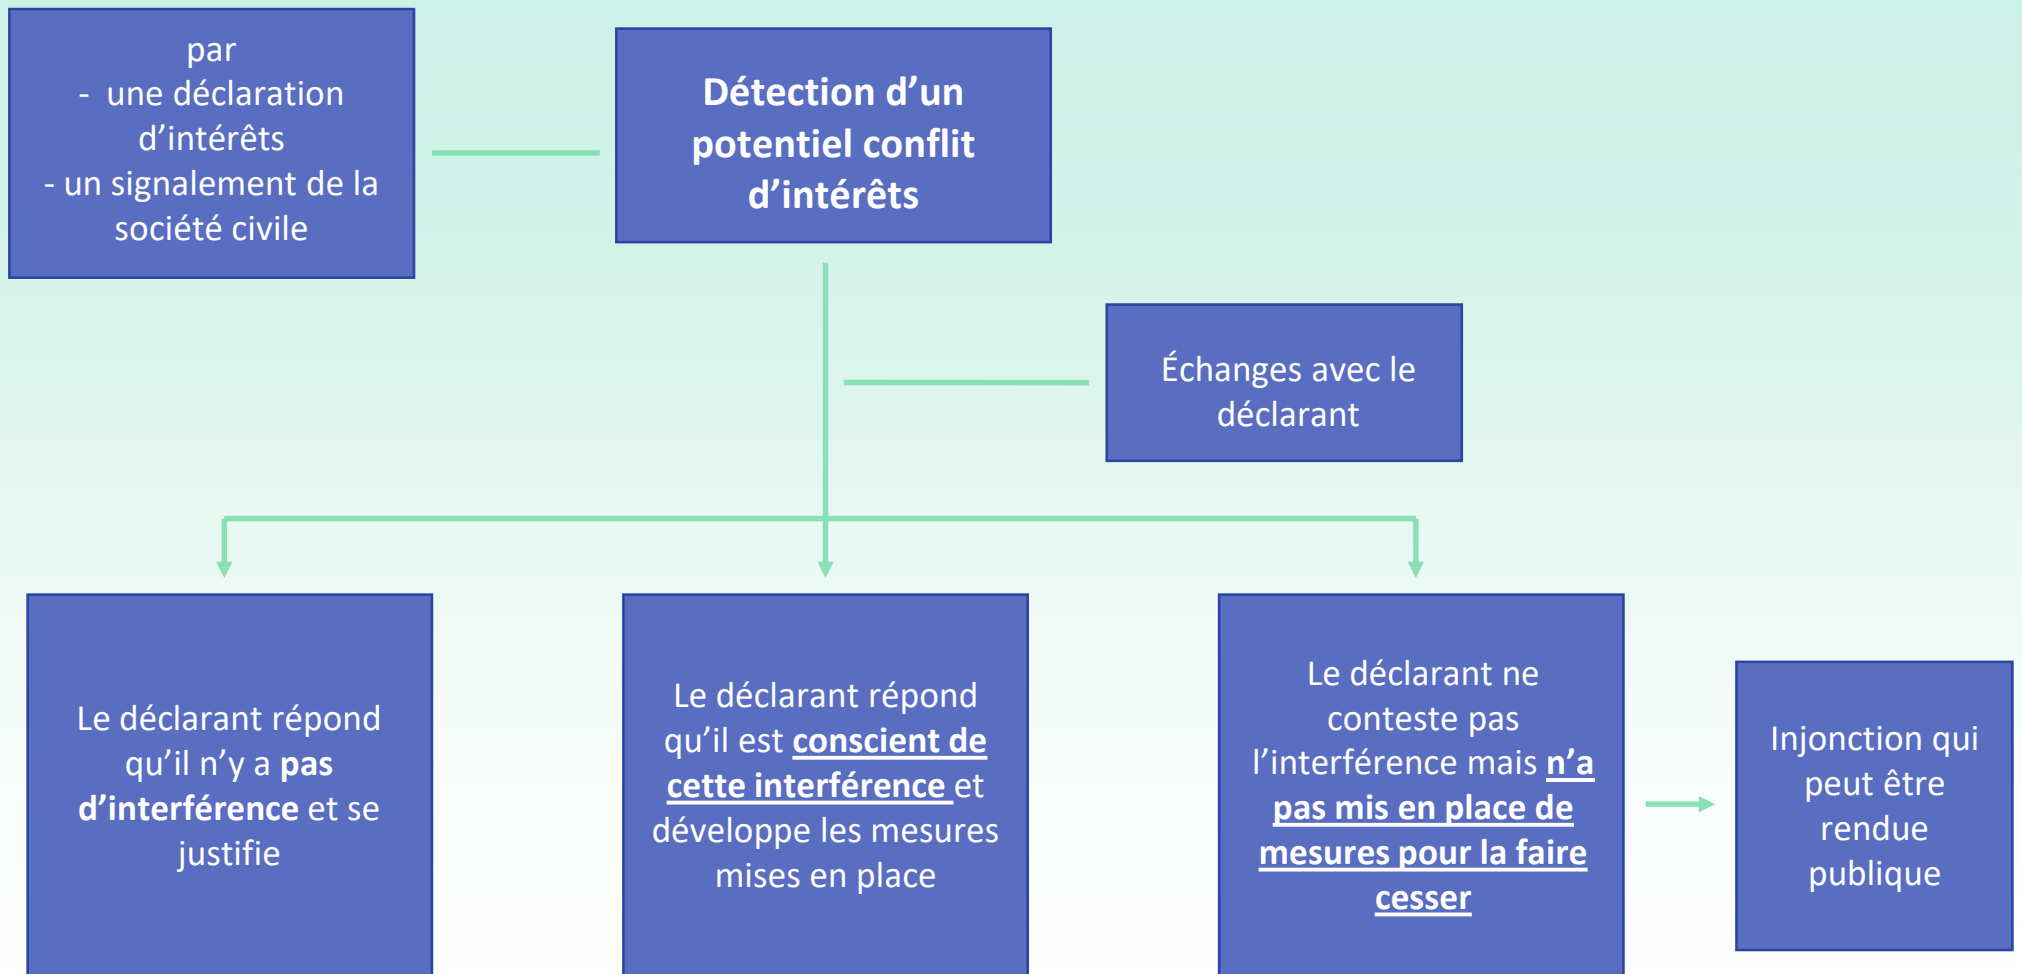 par
- une déclaration
d’intérêts
- un signalement de la
société civile
Détection d’un
potentiel conflit
d’intérêts
Échanges avec le
déclarant
Le déclarant répond
qu’il n’y a pas
d’interférence et se
justifie
Le déclarant répond
qu’il est conscient de
cette interférence et
développe les mesures
mises en place
Le déclarant ne
conteste pas
l’interférence mais n’a
pas mis en place de
mesures pour la faire
cesser
Injonction qui
peut être
rendue
publique